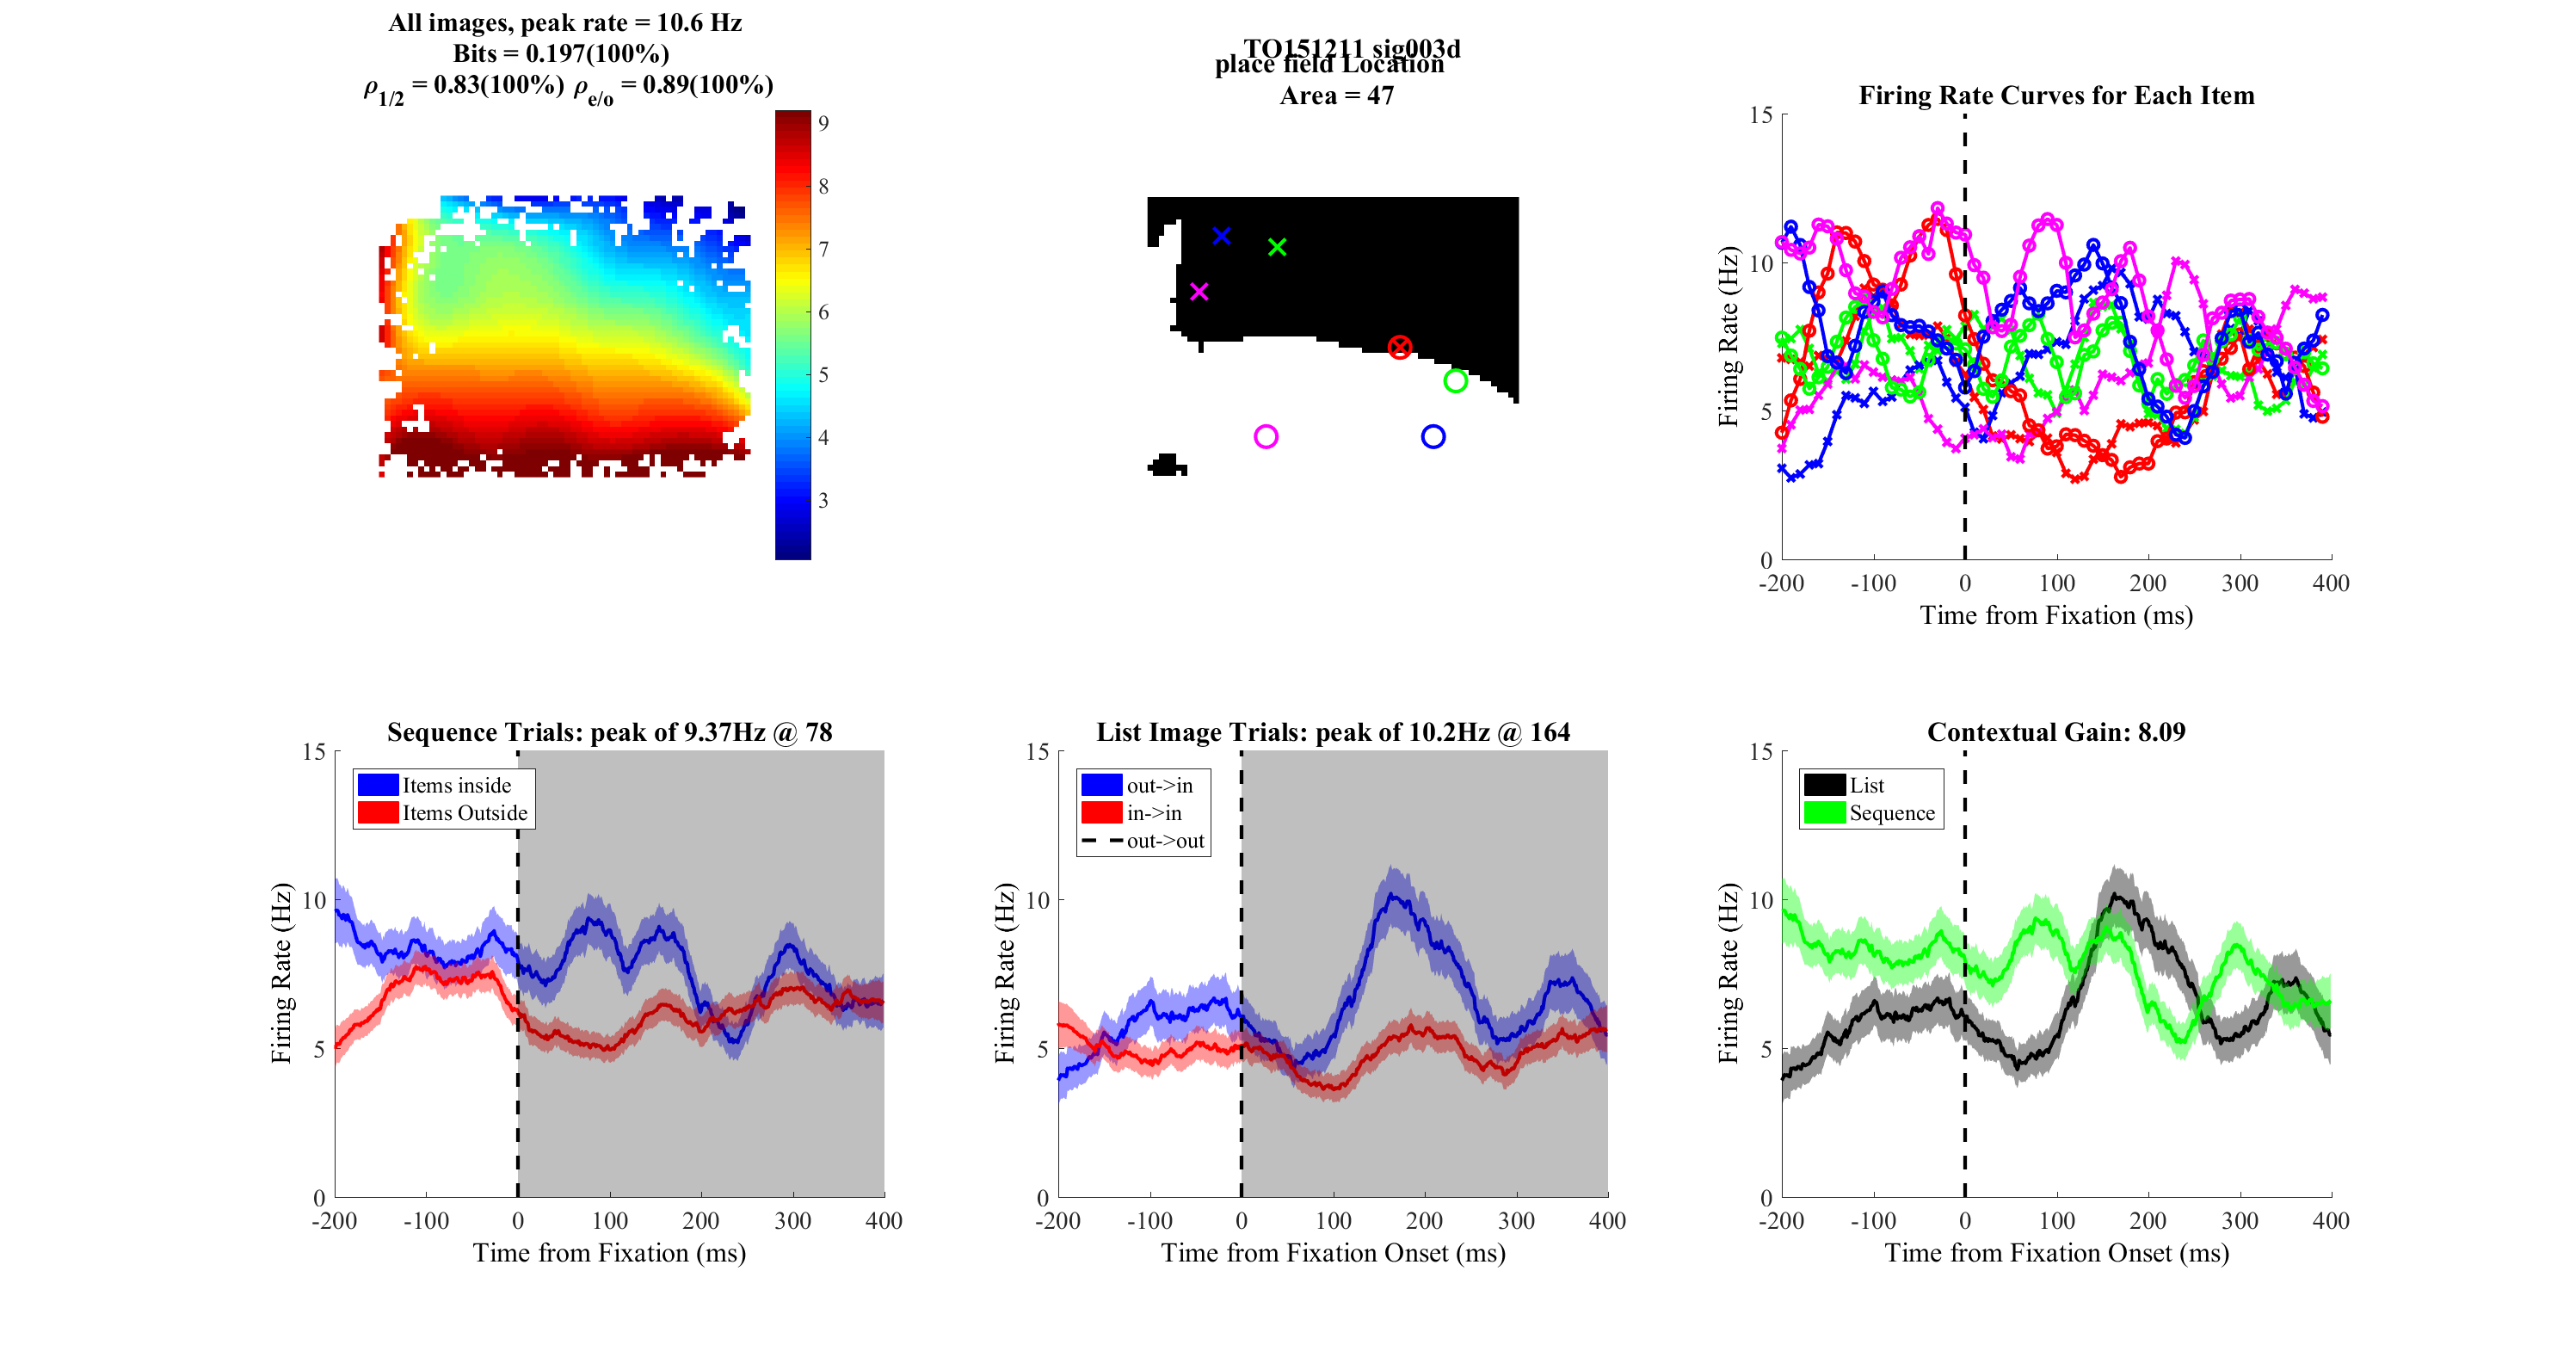 All images, peak rate = 10.6 Hz
Bits = 0.197(100%)
ρ1/2 = 0.83(100%) ρe/o = 0.89(100%)
9
8
7
6
5
4
3
TO151211 sig003d
place field Location
Area = 47
Firing Rate Curves for Each Item
15
10
5
0
Firing Rate (Hz)
-200 -100 0 100 200 300 400
Time from Fixation (ms)
Sequence Trials: peak of 9.37Hz @ 78
Items inside
Items Outside
15
10
5
0
Firing Rate (Hz)
-200 -100 0 100 200 300 400
Time from Fixation (ms)
List Image Trials: peak of 10.2Hz @ 164
out->in
in->in
out->out
15
10
5
0
Firing Rate (Hz)
-200 -100 0 100 200 300 400
Time from Fixation Onset (ms)
Contextual Gain: 8.09
List
Sequence
15
10
5
0
Firing Rate (Hz)
-200 -100 0 100 200 300 400
Time from Fixation Onset (ms)